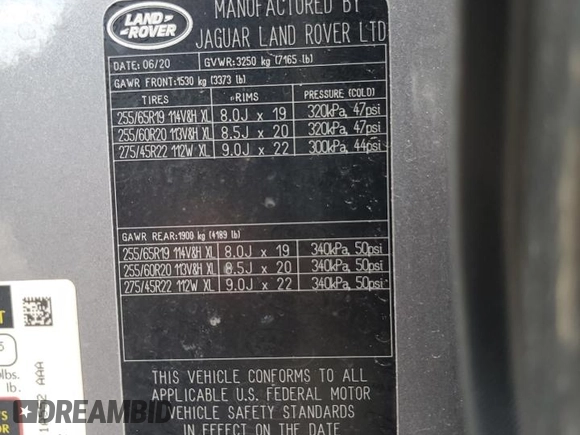 LAND ROVER
MANUFACTURED BY
JAGUAR LAND ROVER LTD
DATE: 06/20 GVWR: 3250 kg (7165 lb)
GAWR FRONT: 1530 kg (3373 lb)
TIRES RIMS PRESSURE (COLD)
255/65R19 114V&H XL 8.0J x 19 320kPa, 47psi
255/60R20 113V&H XL 8.5J x 20 320kPa, 47psi
275/45R22 112W XL 9.0J x 22 300kPa, 44psi
GAWR REAR: 1900 kg (4189 lb)
255/65R19 114V&H XL 8.0J x 19 340kPa, 50psi
255/60R20 113V&H XL 8.5J x 20 340kPa, 50psi
275/45R22 112W XL 9.0J x 22 340kPa, 50psi
THIS VEHICLE CONFORMS TO ALL
APPLICABLE U.S. FEDERAL MOTOR
VEHICLE SAFETY STANDARDS
IN EFFECT ON THE DATE
lbs.
lb.
AAA
DREAMBID